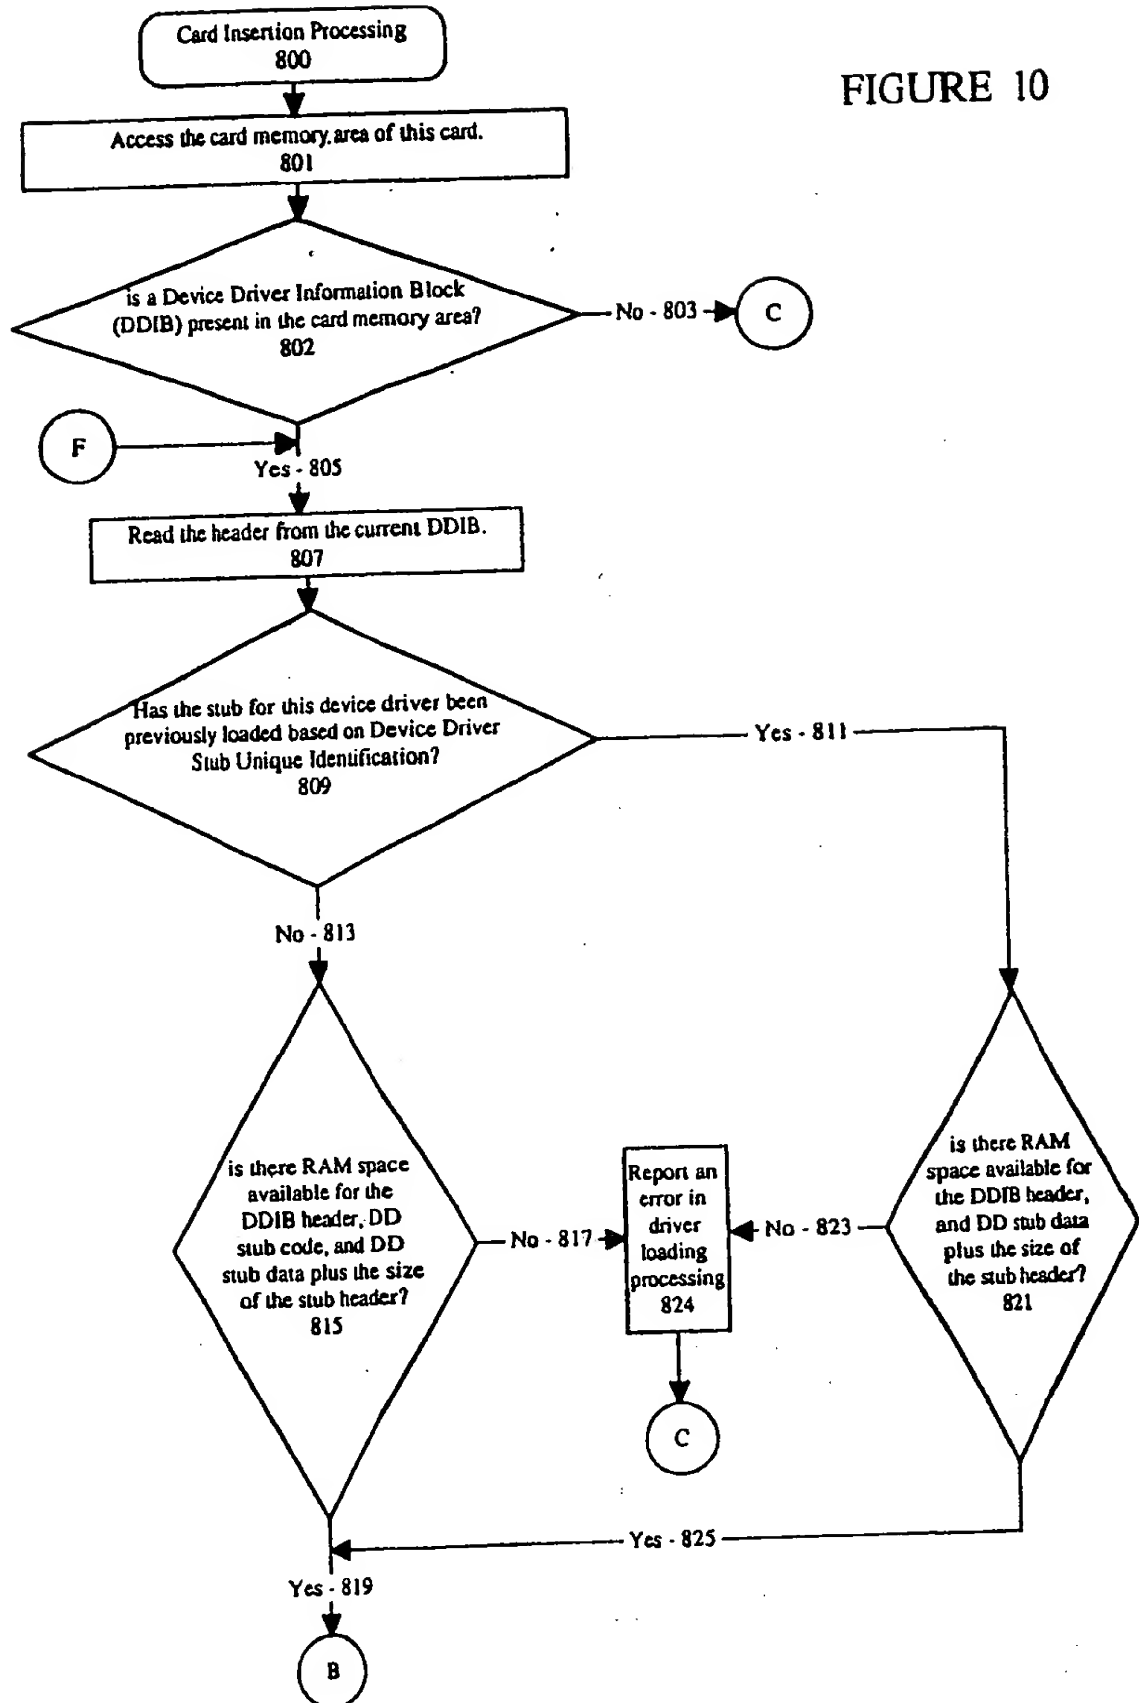 Card Insertion Processing
800
FIGURE 10
Access the card memory area of this card.
801
is a Device Driver Information Block
(DDIB) present in the card memory area?
802
No - 803
C
F
Yes - 805
Read the header from the current DDIB.
807
Has the stub for this device driver been
previously loaded based on Device Driver
Stub Unique Identification?
809
Yes - 811
No - 813
is there RAM space
available for the
DDIB header, DD
stub code, and DD
stub data plus the size
of the stub header?
815
No - 817
Report an
error in
driver
loading
processing
824
No - 823
is there RAM
space available for
the DDIB header,
and DD stub data
plus the size of
the stub header?
821
C
Yes - 825
Yes - 819
B